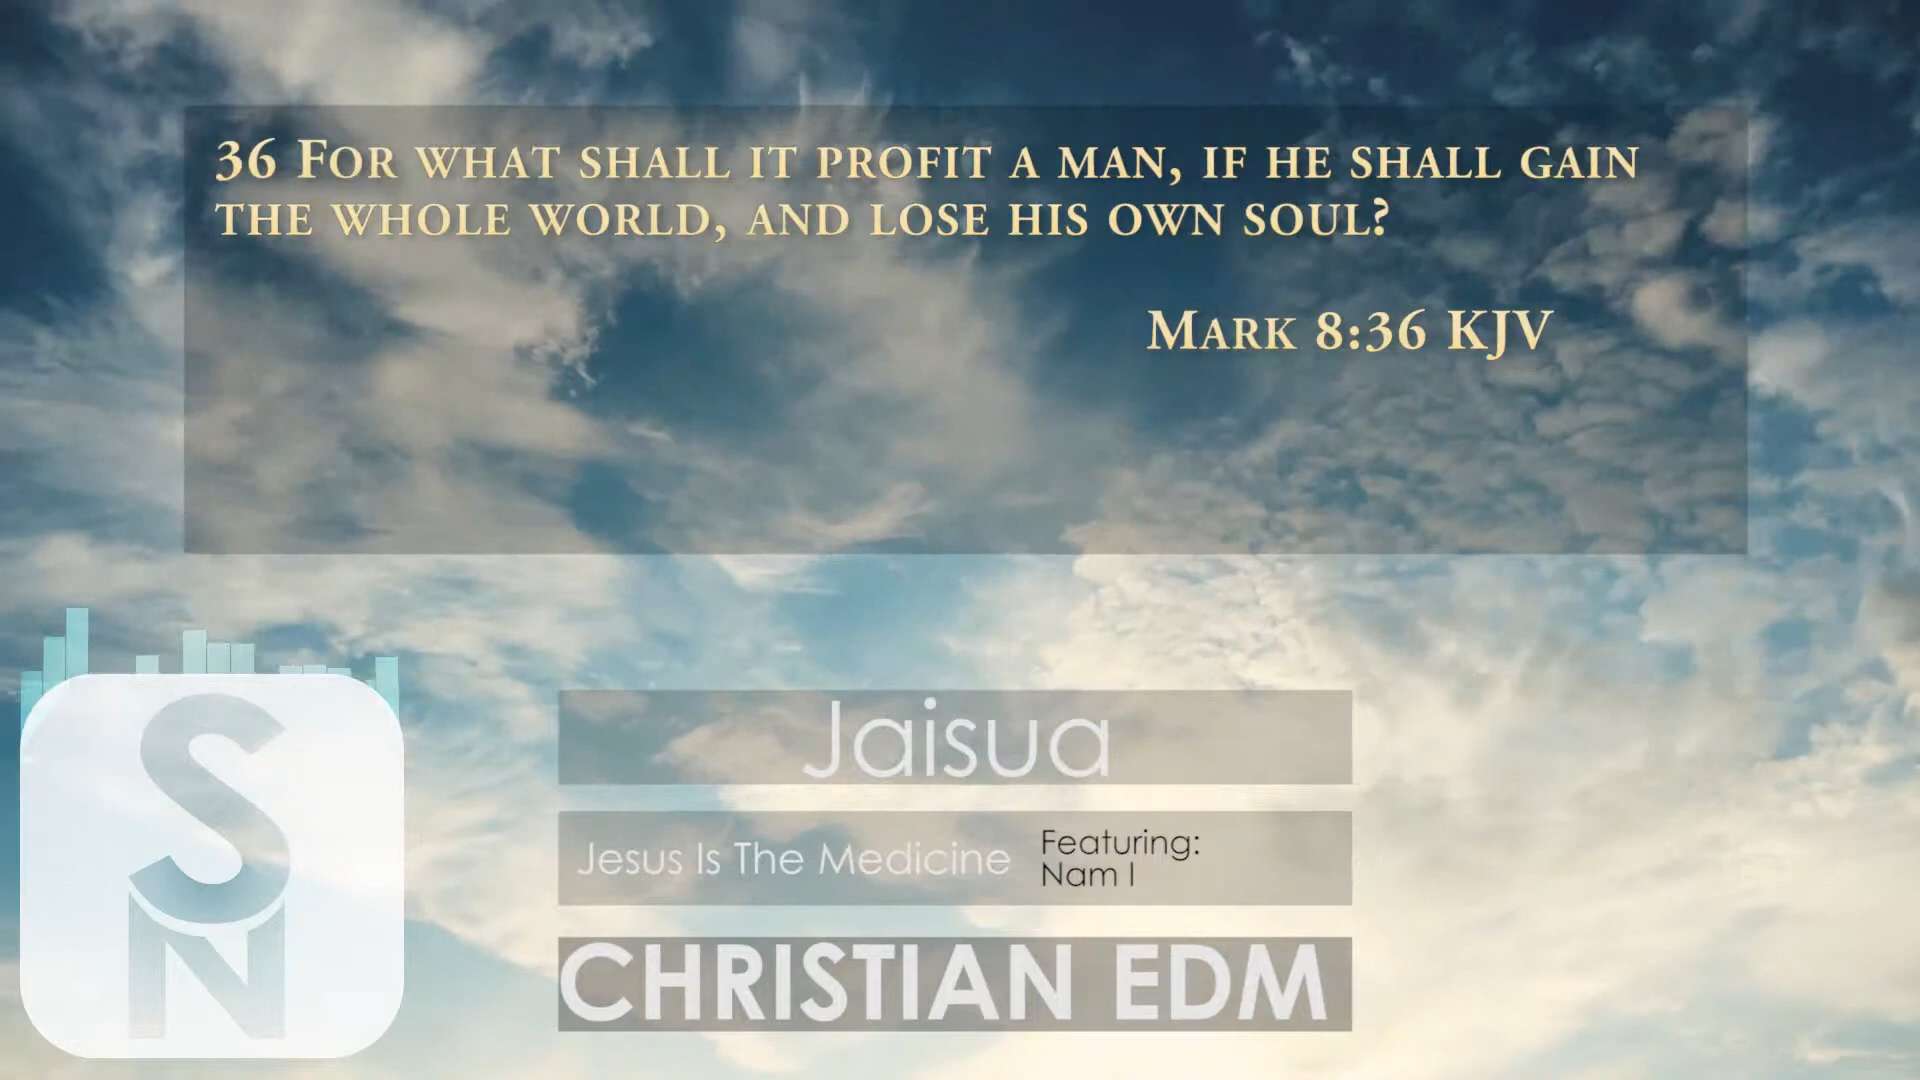 36 For what shall it profit a man, if he shall gain
the whole world, and lose his own soul?
Mark 8:36 KJV
SN
Jaisua
Jesus Is The Medicine
Featuring:
Nam I
CHRISTIAN EDM